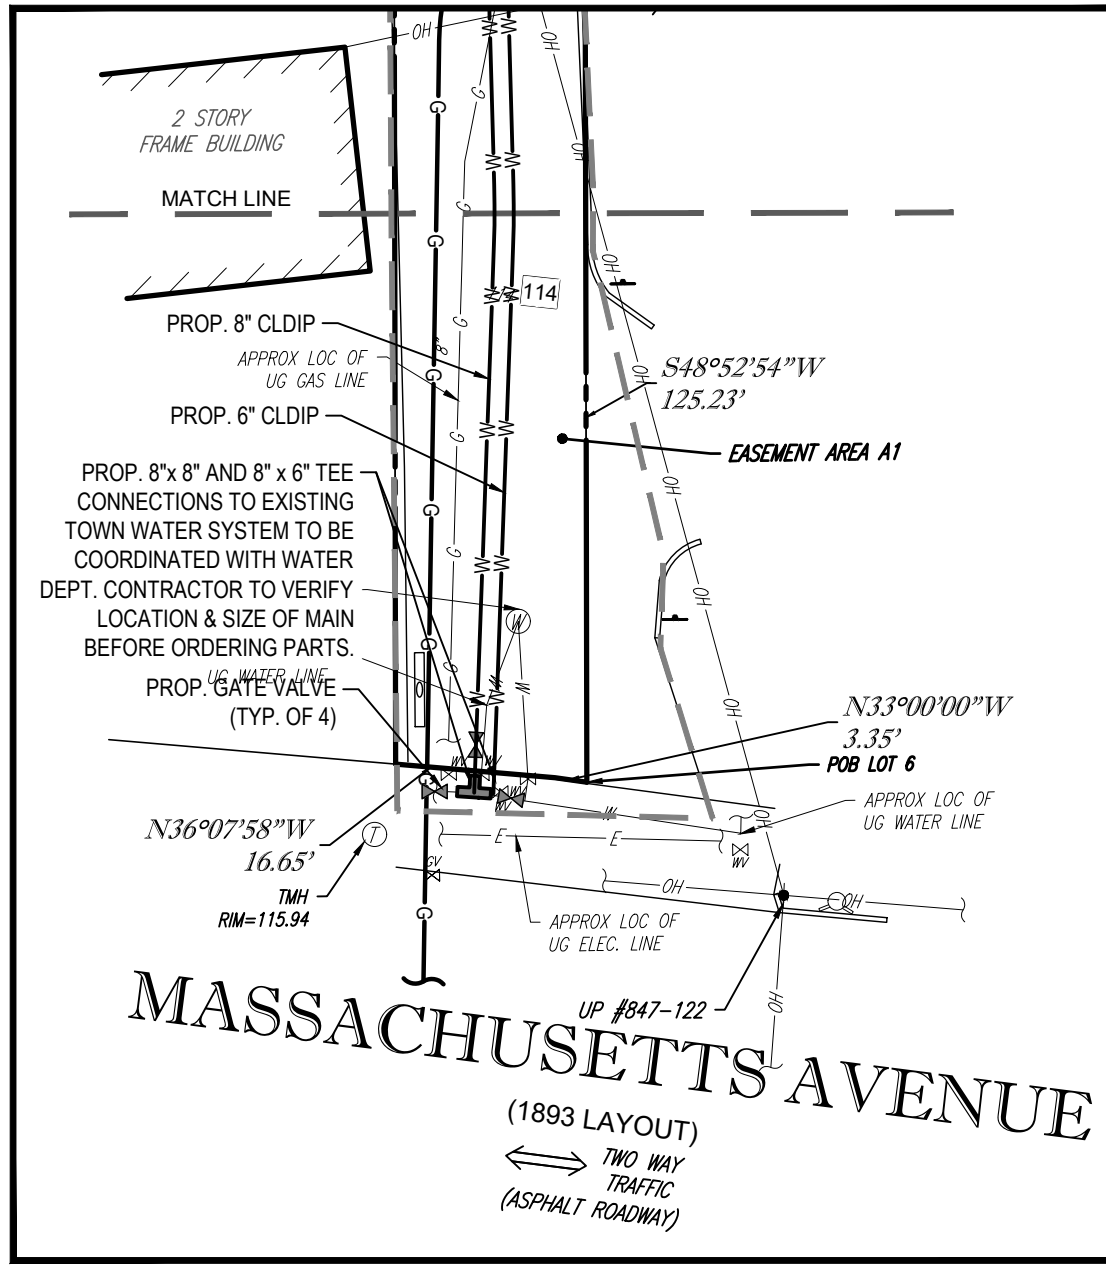 OH
OH
2 STORY
FRAME BUILDING
MATCH LINE
114
PROP. 8" CLDIP
APPROX LOC OF
UG GAS LINE
8"
PROP. 6" CLDIP
S48°52'54"W
125.23'
EASEMENT AREA A1
PROP. 8"x 8" AND 8" x 6" TEE
CONNECTIONS TO EXISTING
TOWN WATER SYSTEM TO BE
COORDINATED WITH WATER
DEPT. CONTRACTOR TO VERIFY
LOCATION & SIZE OF MAIN
BEFORE ORDERING PARTS.
UG WATER LINE
PROP. GATE VALVE
(TYP. OF 4)
G
G
W
W
N33°00'00"W
3.35'
POB LOT 6
APPROX LOC OF
UG WATER LINE
N36°07'58"W
16.65'
T
TMH
RIM=115.94
GV
WV
E
E
OH
OH
APPROX LOC OF
UG ELEC. LINE
UP #847-122
MASSACHUSETTS AVENUE
(1893 LAYOUT)
TWO WAY
TRAFFIC
(ASPHALT ROADWAY)